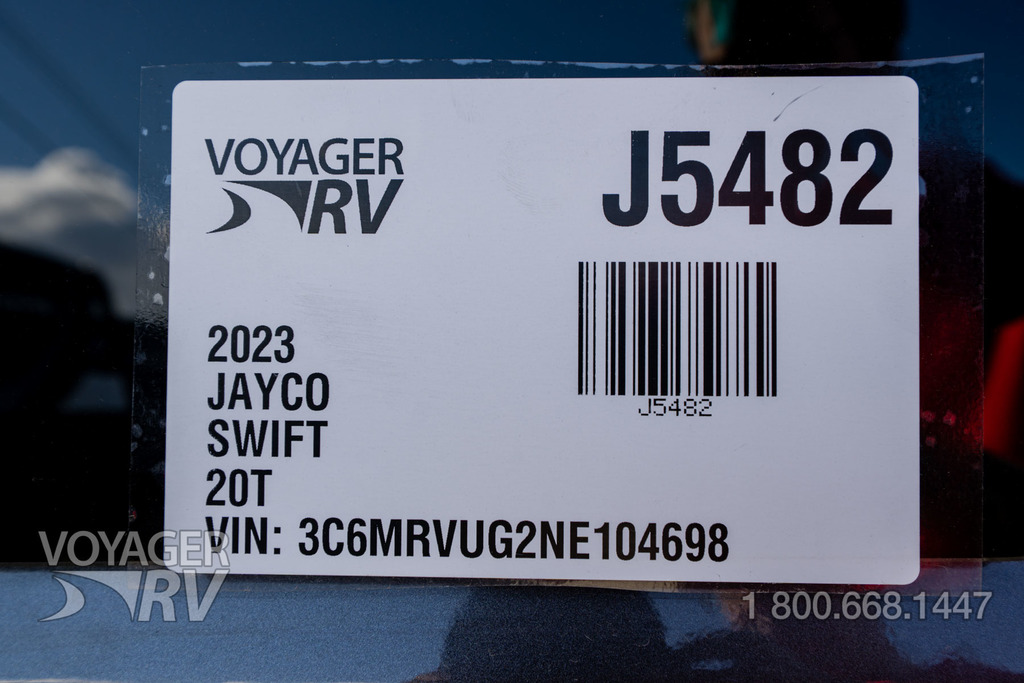 VOYAGER
RV
J5482
J5482
2023
JAYCO
SWIFT
20T
VIN: 3C6MRVUG2NE104698
VOYAGER
RV
1 800.668.1447